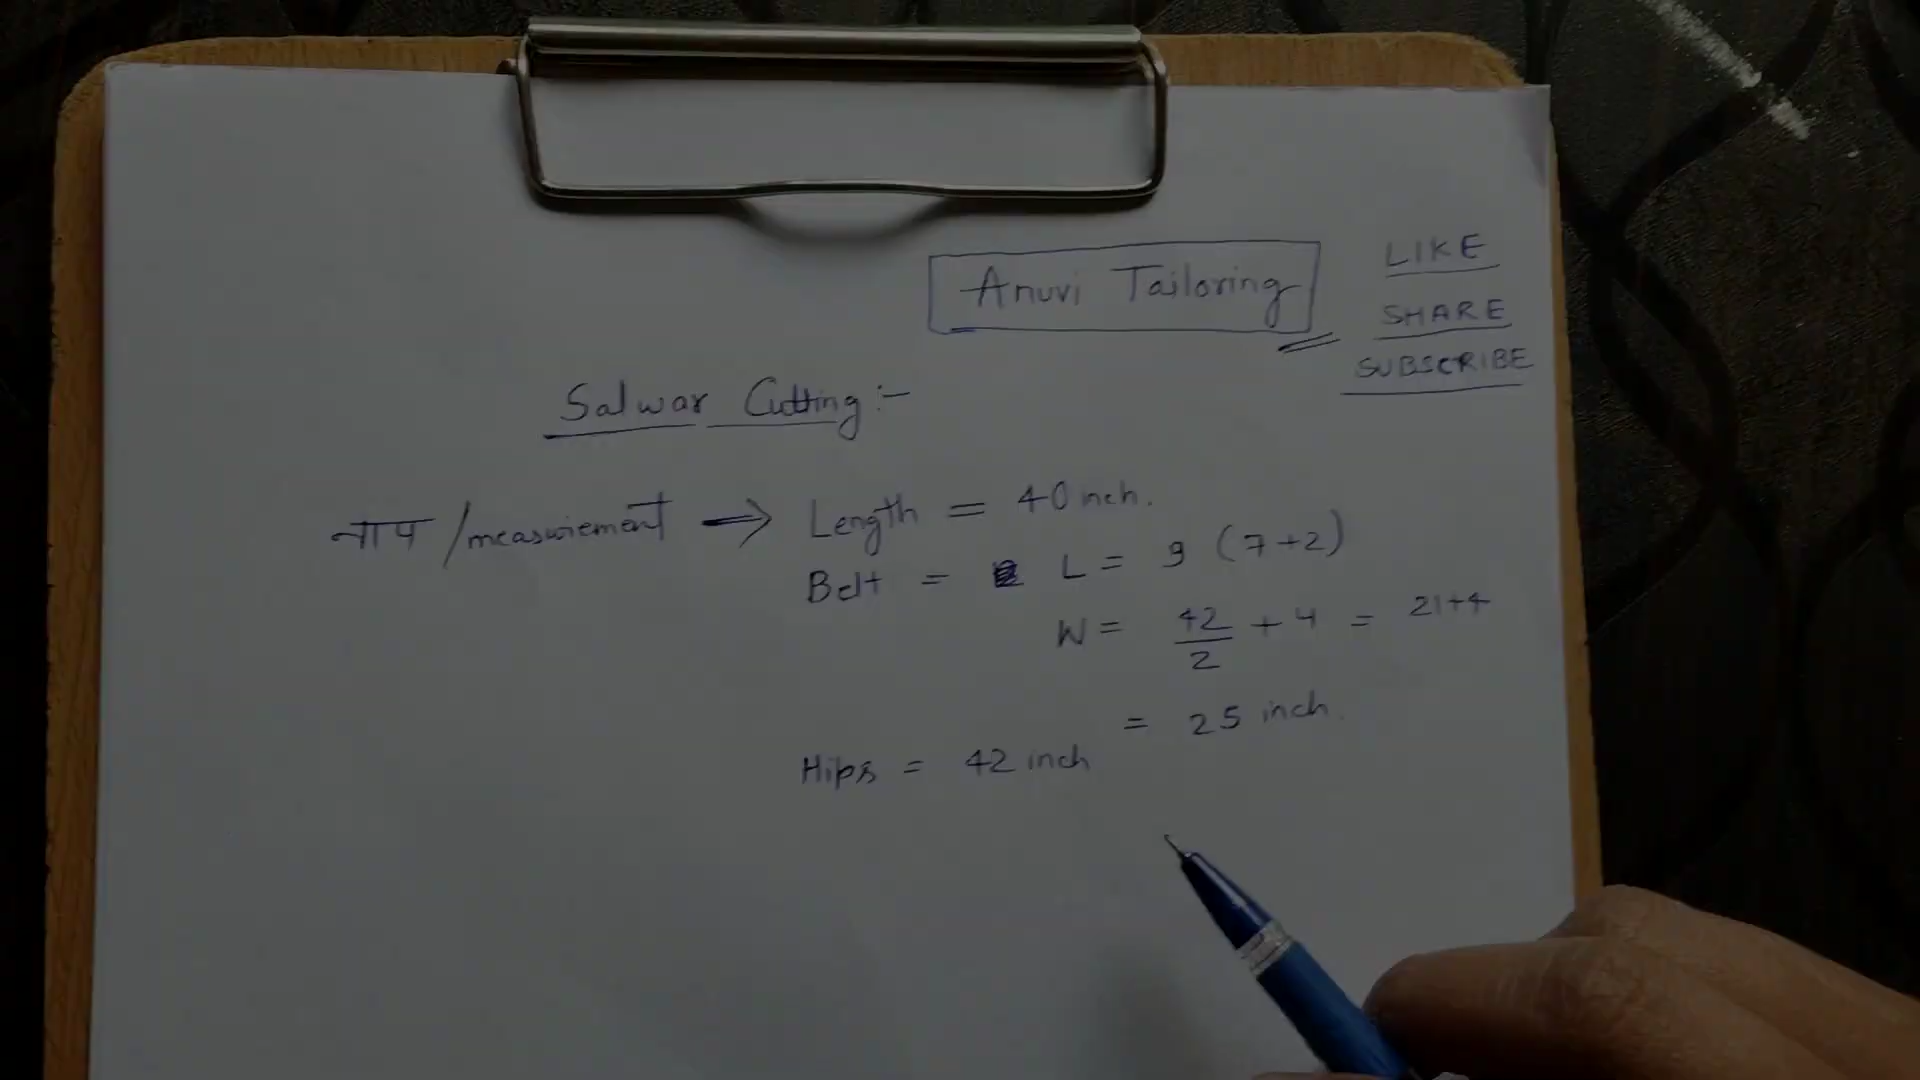 Anuvi Tailoring
LIKE
SHARE
SUBSCRIBE
Salwar Cutting :-
नाप / measurement → Length = 40 inch.
Belt = L = 9 (7+2)
W = 42/2 + 4 = 21+4
= 25 inch.
Hips = 42 inch